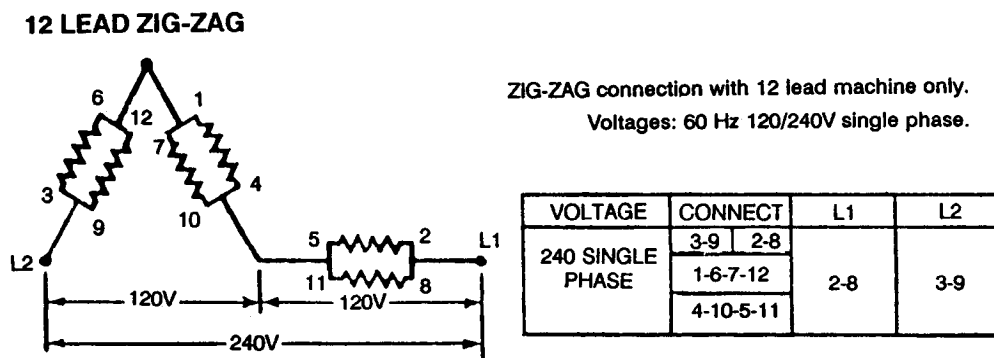 12 LEAD ZIG-ZAG
ZIG-ZAG connection with 12 lead machine only.
Voltages: 60 Hz 120/240V single phase.
6
12
1
7
3
9
4
10
5
2
11
8
L1
L2
120V
120V
240V
VOLTAGE CONNECT L1 L2
240 SINGLE PHASE
3-9 2-8
1-6-7-12
4-10-5-11
2-8
3-9